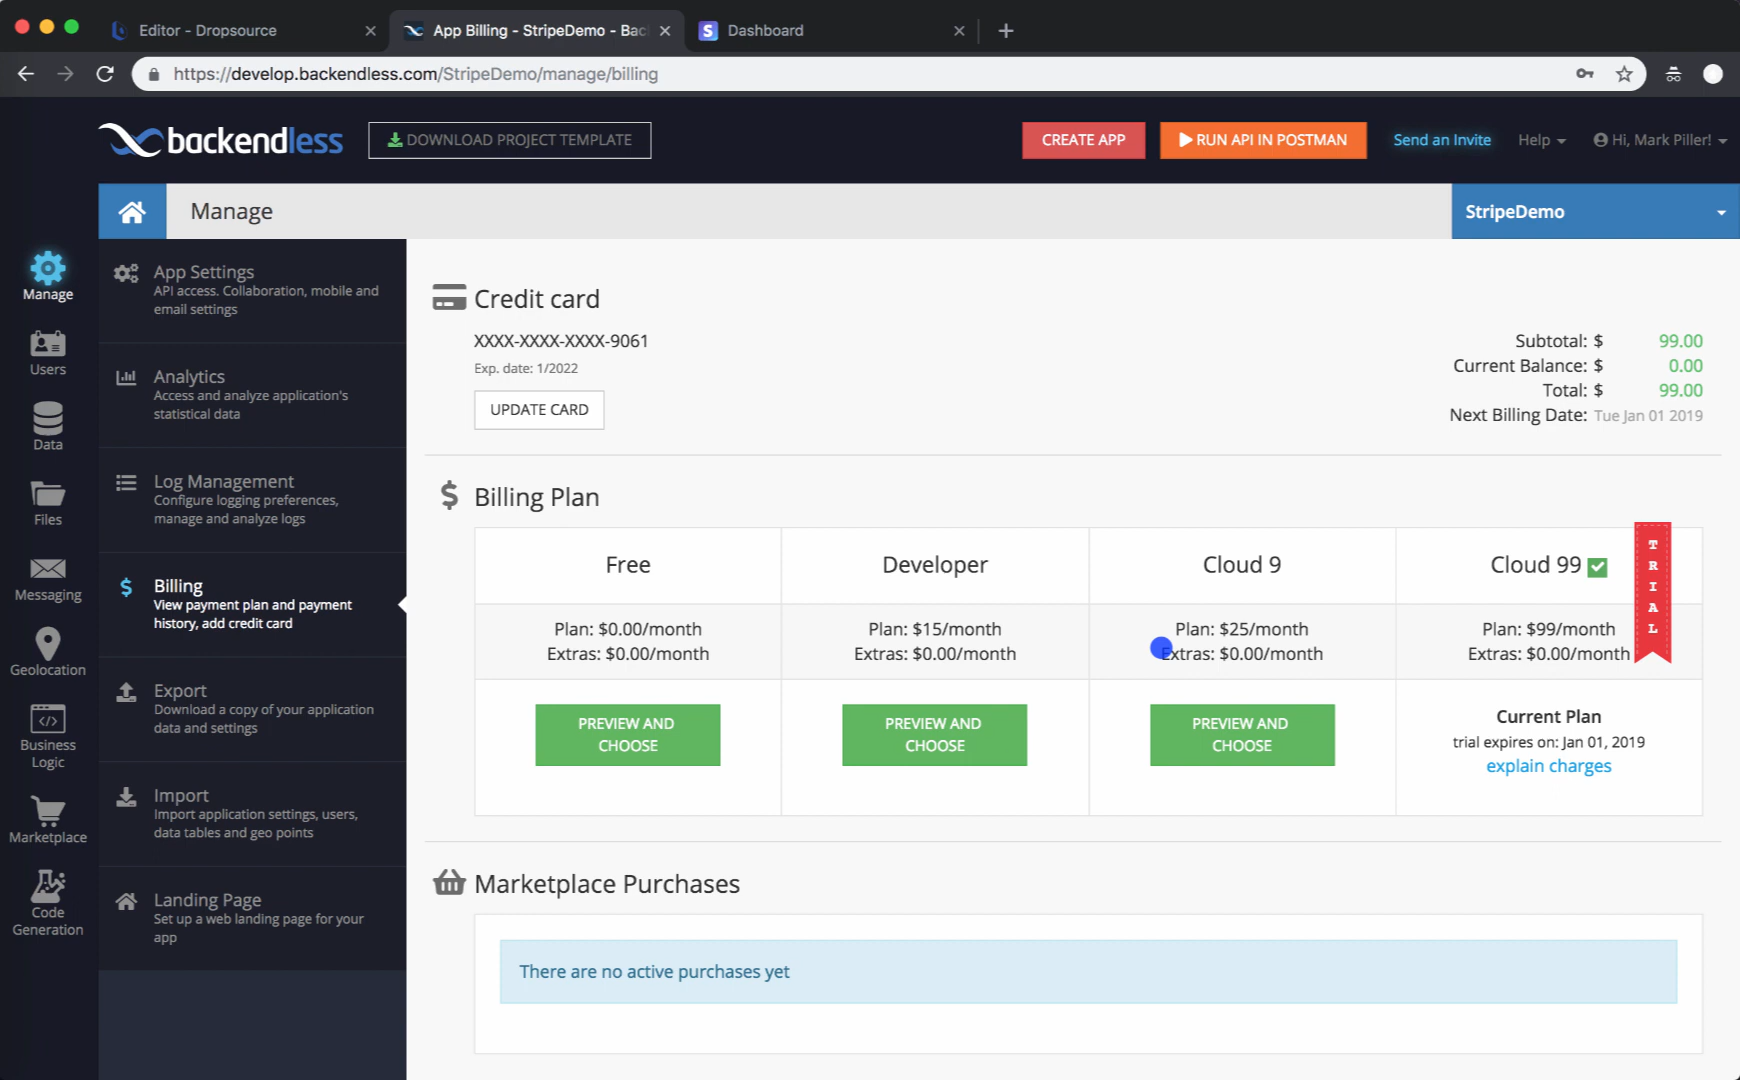 Editor - Dropsource
App Billing - StripeDemo - Bac
S Dashboard
https://develop.backendless.com/StripeDemo/manage/billing
backendless
DOWNLOAD PROJECT TEMPLATE
CREATE APP
RUN API IN POSTMAN
Send an Invite
Help
Hi, Mark Piller!
Manage
StripeDemo
Manage
Users
Data
Files
Messaging
Geolocation
Business
Logic
Marketplace
Code
Generation
App Settings
API access. Collaboration, mobile and
email settings
Analytics
Access and analyze application's
statistical data
Log Management
Configure logging preferences,
manage and analyze logs
Billing
View payment plan and payment
history, add credit card
Export
Download a copy of your application
data and settings
Import
Import application settings, users,
data tables and geo points
Landing Page
Set up a web landing page for your
app
Credit card
XXXX-XXXX-XXXX-9061
Exp. date: 1/2022
UPDATE CARD
Subtotal: $ 99.00
Current Balance: $ 0.00
Total: $ 99.00
Next Billing Date: Tue Jan 01 2019
Billing Plan
Free
Plan: $0.00/month
Extras: $0.00/month
PREVIEW AND
CHOOSE
Developer
Plan: $15/month
Extras: $0.00/month
PREVIEW AND
CHOOSE
Cloud 9
Plan: $25/month
Extras: $0.00/month
PREVIEW AND
CHOOSE
Cloud 99
TRIAL
Plan: $99/month
Extras: $0.00/month
Current Plan
trial expires on: Jan 01, 2019
explain charges
Marketplace Purchases
There are no active purchases yet